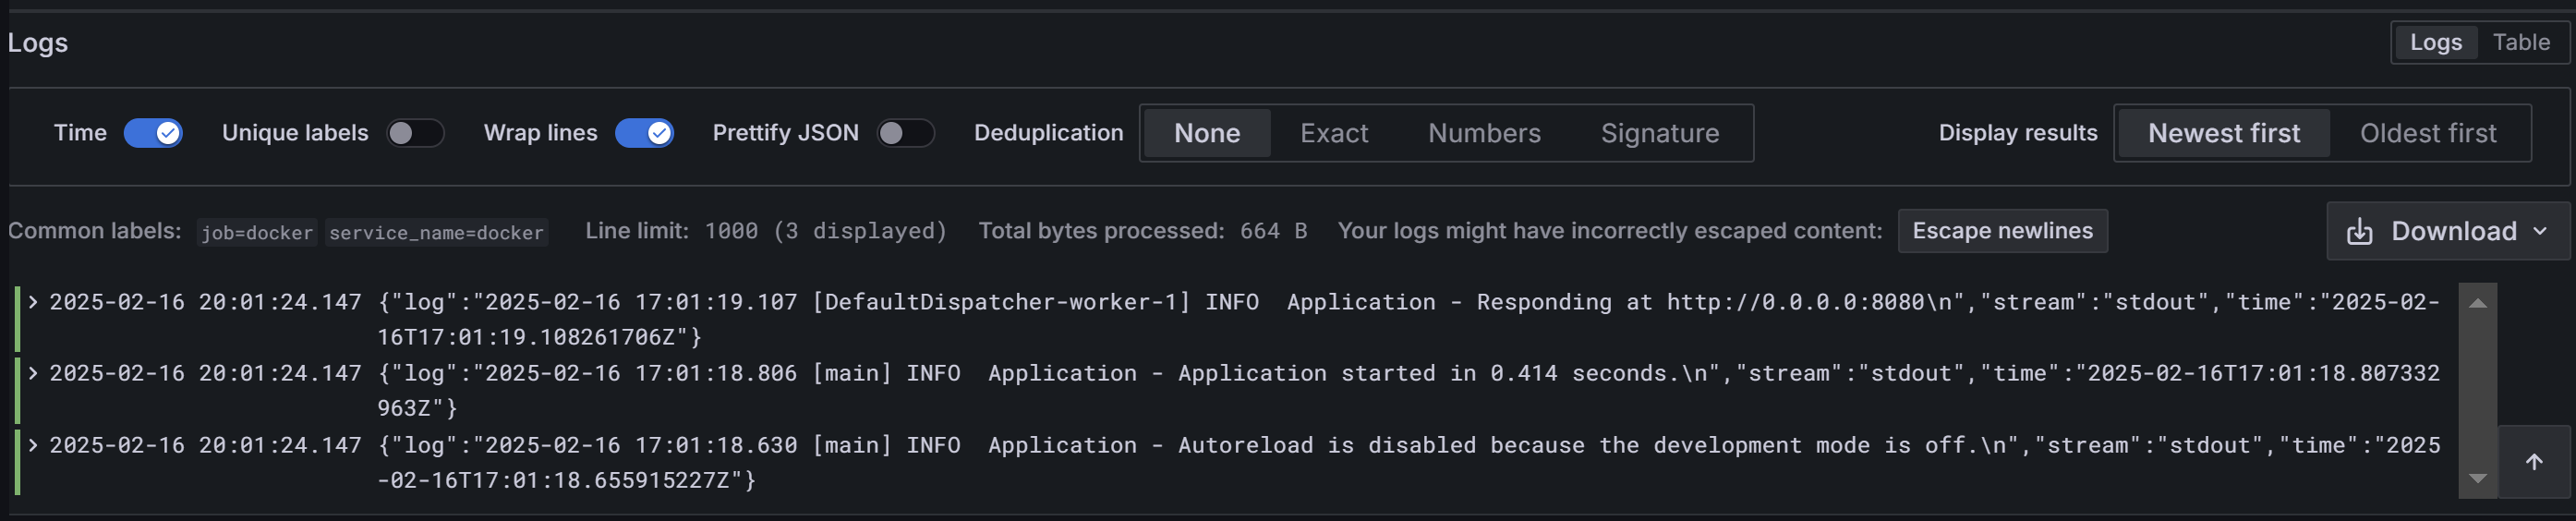 Logs
Logs Table
Time Unique labels Wrap lines Prettify JSON Deduplication None Exact Numbers Signature Display results Newest first Oldest first
Common labels: job=docker service_name=docker Line limit: 1000 (3 displayed) Total bytes processed: 664 B Your logs might have incorrectly escaped content: Escape newlines Download
2025-02-16 20:01:24.147 {"log":"2025-02-16 17:01:19.107 [DefaultDispatcher-worker-1] INFO  Application - Responding at http://0.0.0.0:8080\n","stream":"stdout","time":"2025-02-
16T17:01:19.108261706Z"}
2025-02-16 20:01:24.147 {"log":"2025-02-16 17:01:18.806 [main] INFO  Application - Application started in 0.414 seconds.\n","stream":"stdout","time":"2025-02-16T17:01:18.807332
963Z"}
2025-02-16 20:01:24.147 {"log":"2025-02-16 17:01:18.630 [main] INFO  Application - Autoreload is disabled because the development mode is off.\n","stream":"stdout","time":"2025
-02-16T17:01:18.655915227Z"}